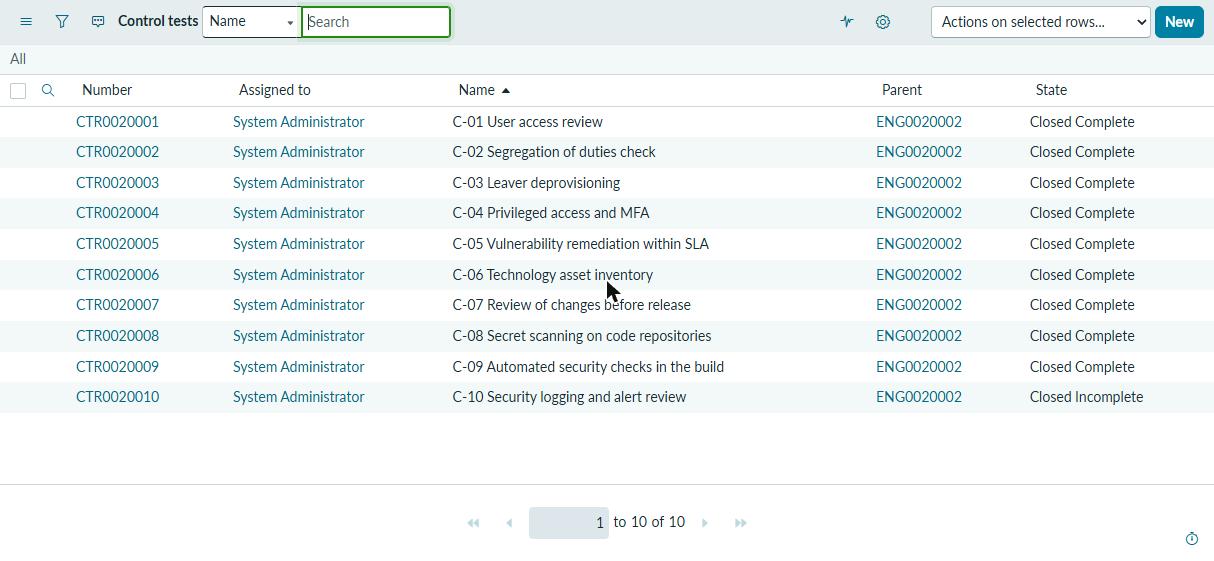 Control tests Name Search Actions on selected rows... New
All
Number Assigned to Name Parent State
CTR0020001 System Administrator C-01 User access review ENG0020002 Closed Complete
CTR0020002 System Administrator C-02 Segregation of duties check ENG0020002 Closed Complete
CTR0020003 System Administrator C-03 Leaver deprovisioning ENG0020002 Closed Complete
CTR0020004 System Administrator C-04 Privileged access and MFA ENG0020002 Closed Complete
CTR0020005 System Administrator C-05 Vulnerability remediation within SLA ENG0020002 Closed Complete
CTR0020006 System Administrator C-06 Technology asset inventory ENG0020002 Closed Complete
CTR0020007 System Administrator C-07 Review of changes before release ENG0020002 Closed Complete
CTR0020008 System Administrator C-08 Secret scanning on code repositories ENG0020002 Closed Complete
CTR0020009 System Administrator C-09 Automated security checks in the build ENG0020002 Closed Complete
CTR0020010 System Administrator C-10 Security logging and alert review ENG0020002 Closed Incomplete
1 to 10 of 10